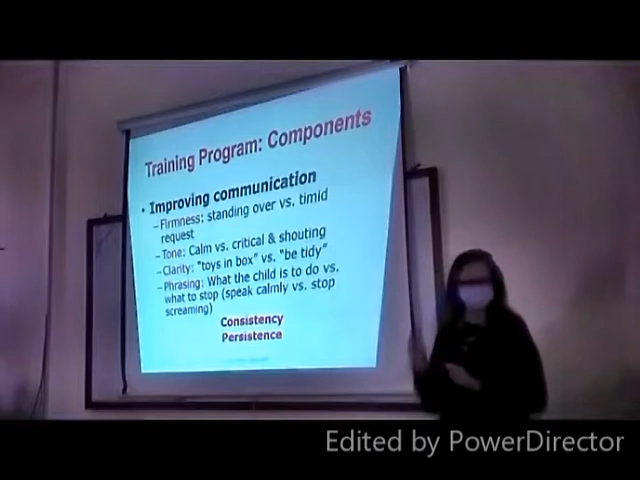 Training Program: Components
• Improving communication
–Firmness: standing over vs. timid
request
–Tone: Calm vs. critical & shouting
–Clarity: "toys in box" vs. "be tidy"
–Phrasing: What the child is to do vs.
what to stop (speak calmly vs. stop
screaming)
Consistency
Persistence
Edited by PowerDirector